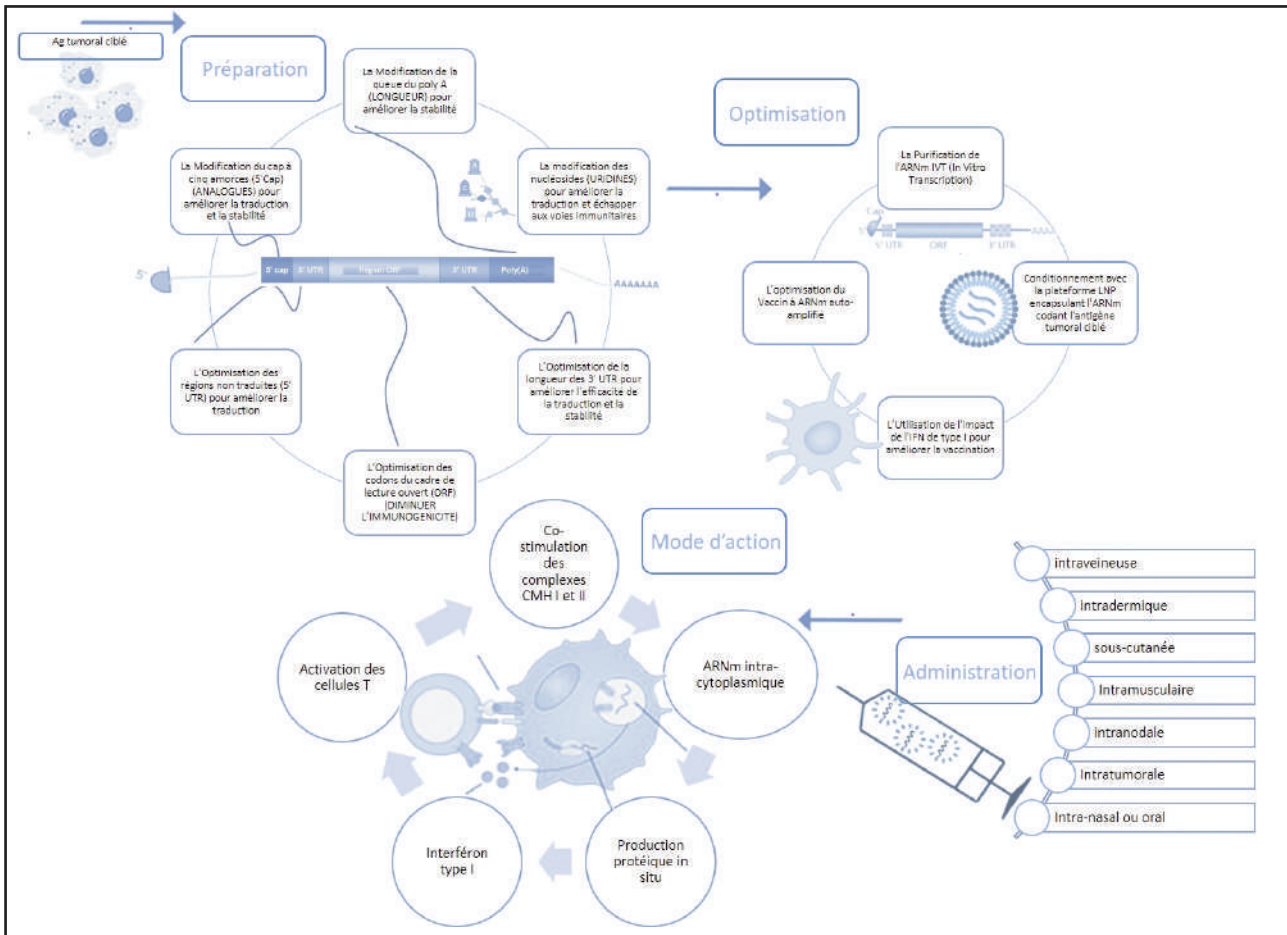 Ag tumoral ciblé
Préparation
La Modification de la
queue du poly A
(LONGUEUR) pour
améliorer la stabilité
La Modification du cap à
cinq amorces (5'Cap)
(ANALOGUES) pour
améliorer la traduction
et la stabilité
La modification des
nucléosides (URIDINES)
pour améliorer la
traduction et échapper
aux voies immunitaires
5'
5' cap
5' UTR
Région ORF
3' UTR
Poly(A)
AAAAAAA
L'Optimisation des
régions non traduites (5'
UTR) pour améliorer la
traduction
L'Optimisation de la
longueur des 3' UTR pour
améliorer l'efficacité de
la traduction et la
stabilité
L'Optimisation des
codons du cadre de
lecture ouvert (ORF)
(DIMINUER
L'IMMUNOGENICITE)
Optimisation
La Purification de
l'ARNm IVT (In Vitro
Transcription)
Cap
5'
5' UTR
ORF
3' UTR
AAAA
L'optimisation du
Vaccin à ARNm auto-
amplifié
Conditionnement avec
la plateforme LNP
encapsulant l'ARNm
codant l'antigène
tumoral ciblé
L'Utilisation de l'impact
de l'IFN de type I pour
améliorer la vaccination
Mode d'action
Co-
stimulation
des
complexes
CMH I et II
Activation des
cellules T
ARNm intra-
cytoplasmique
Interféron
type I
Production
protéique in
situ
Administration
intraveineuse
Intradermique
sous-cutanée
Intramusculaire
Intranodale
Intratumorale
Intra-nasal ou oral